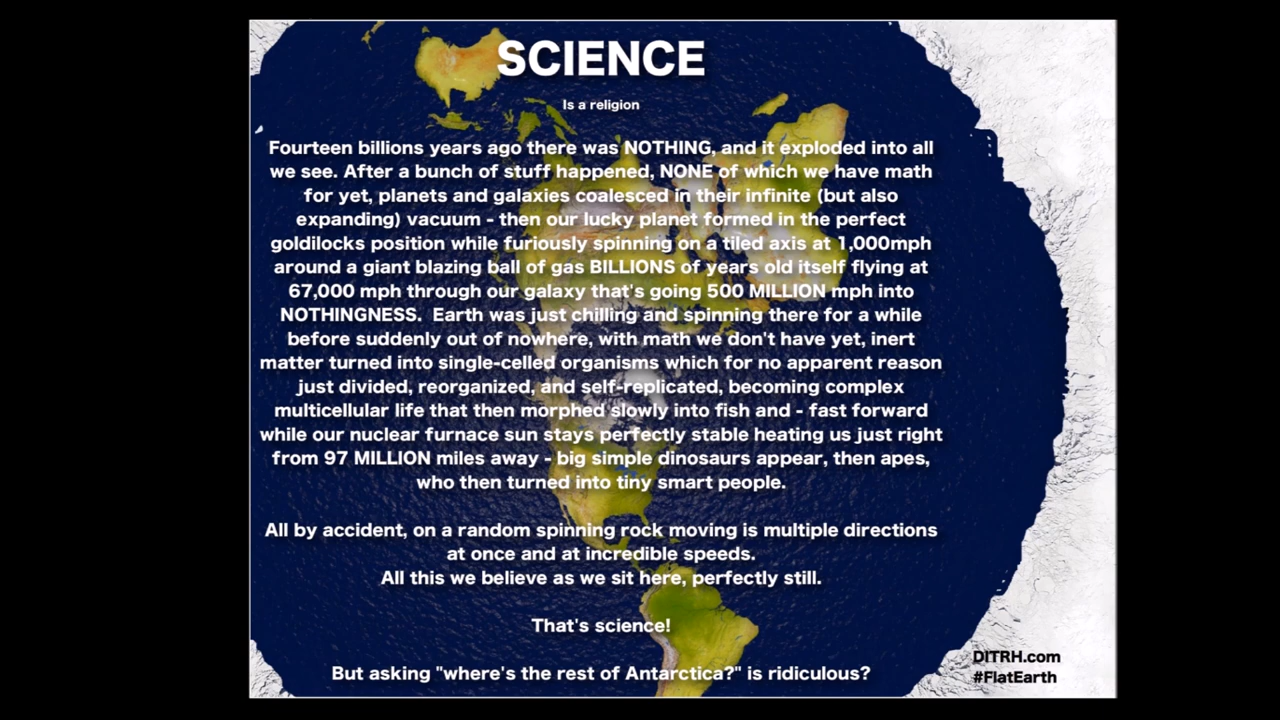 SCIENCE
Is a religion
Fourteen billions years ago there was NOTHING, and it exploded into all
we see. After a bunch of stuff happened, NONE of which we have math
for yet, planets and galaxies coalesced in their infinite (but also
expanding) vacuum - then our lucky planet formed in the perfect
goldilocks position while furiously spinning on a tiled axis at 1,000mph
around a giant blazing ball of gas BILLIONS of years old itself flying at
67,000 mph through our galaxy that's going 500 MILLION mph into
NOTHINGNESS. Earth was just chilling and spinning there for a while
before suddenly out of nowhere, with math we don't have yet, inert
matter turned into single-celled organisms which for no apparent reason
just divided, reorganized, and self-replicated, becoming complex
multicellular life that then morphed slowly into fish and - fast forward
while our nuclear furnace sun stays perfectly stable heating us just right
from 97 MILLION miles away - big simple dinosaurs appear, then apes,
who then turned into tiny smart people.
All by accident, on a random spinning rock moving is multiple directions
at once and at incredible speeds.
All this we believe as we sit here, perfectly still.
That's science!
But asking "where's the rest of Antarctica?" is ridiculous?
DITRH.com
#FlatEarth